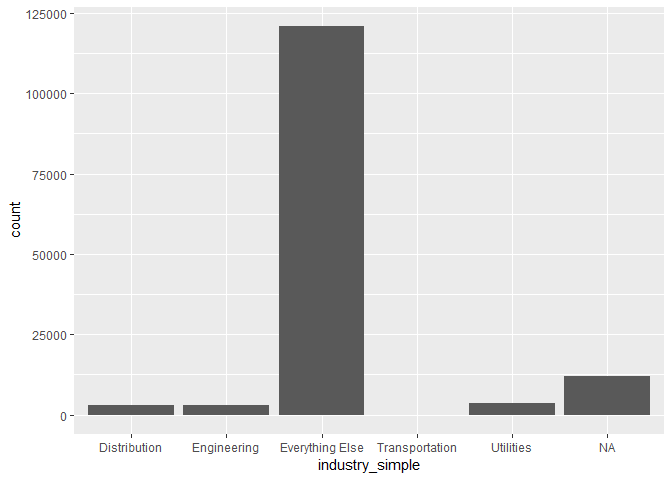 125000
100000
75000
50000
25000
0
count
Distribution
Engineering
Everything Else
Transportation
Utilities
NA
industry_simple